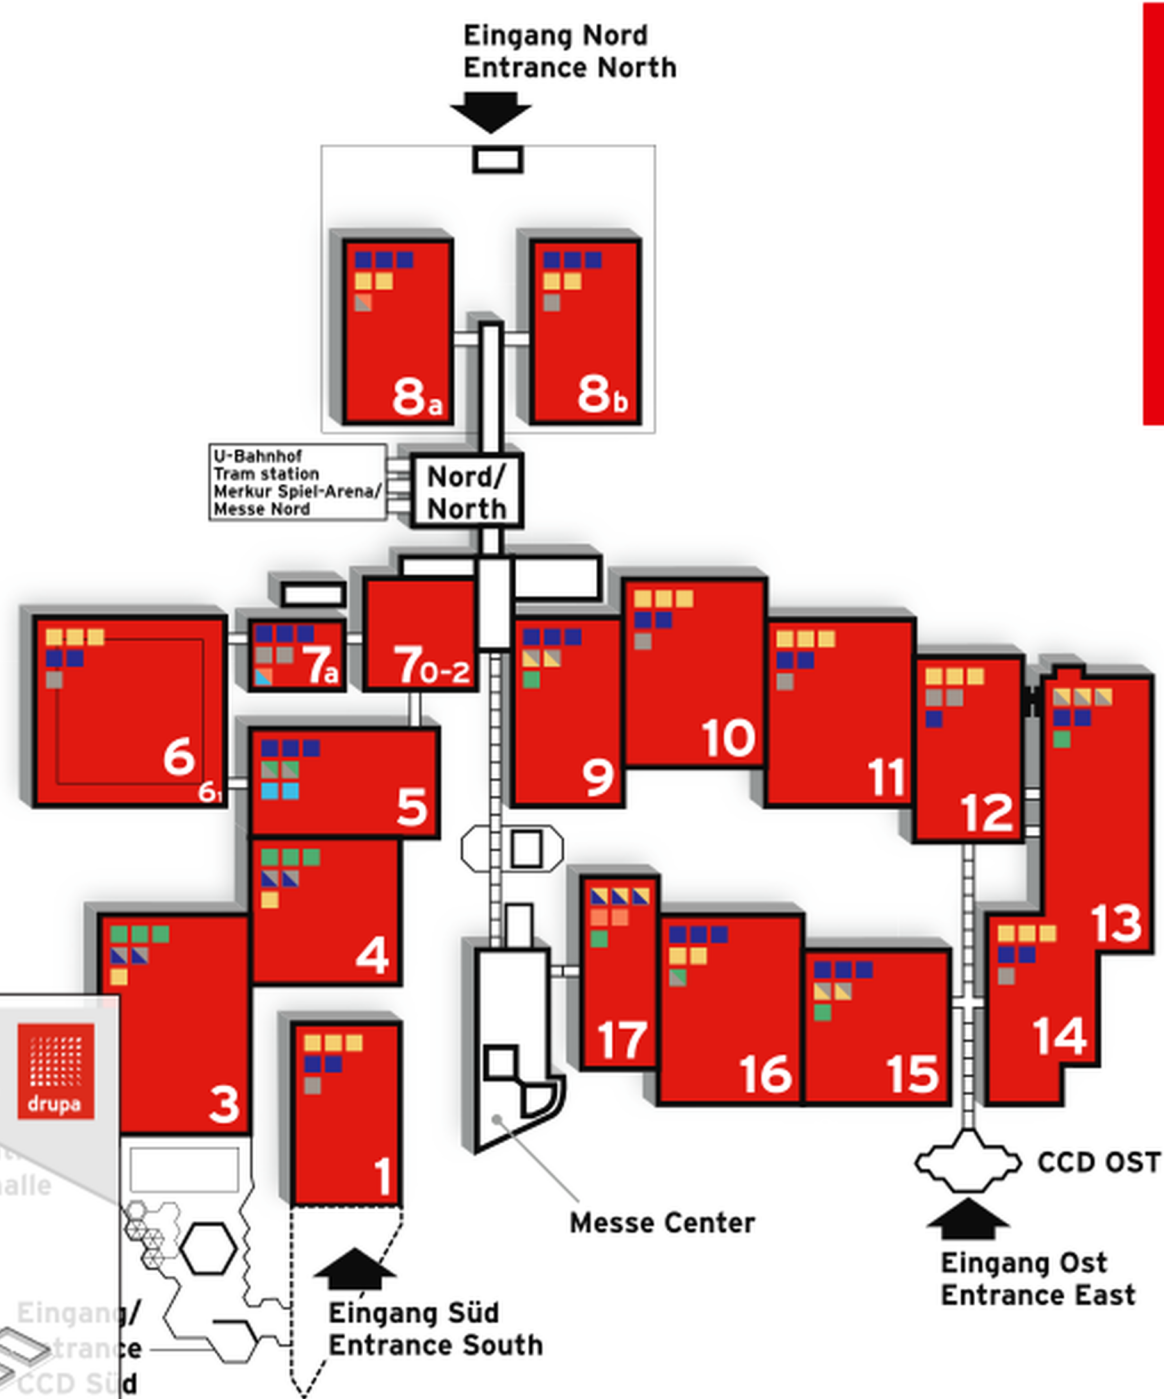 Eingang Nord
Entrance North
8a
8b
U-Bahnhof
Tram station
Merkur Spiel-Arena/
Messe Nord
Nord/
North
6
61
7a
70-2
5
9
10
11
12
13
4
3
drupa
alle
1
17
16
15
14
CCD OST
Messe Center
Eingang Ost
Entrance East
Eingang Süd
Entrance South
Eingang/
Entrance
CCD Süd